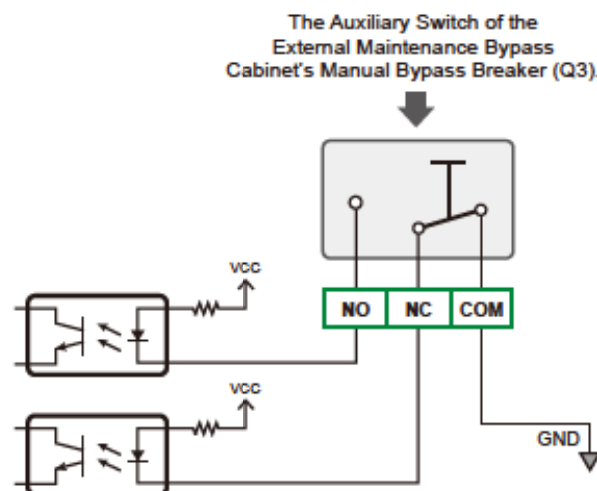 The Auxiliary Switch of the
External Maintenance Bypass
Cabinet's Manual Bypass Breaker (Q3).
VCC
NO NC COM
VCC
GND